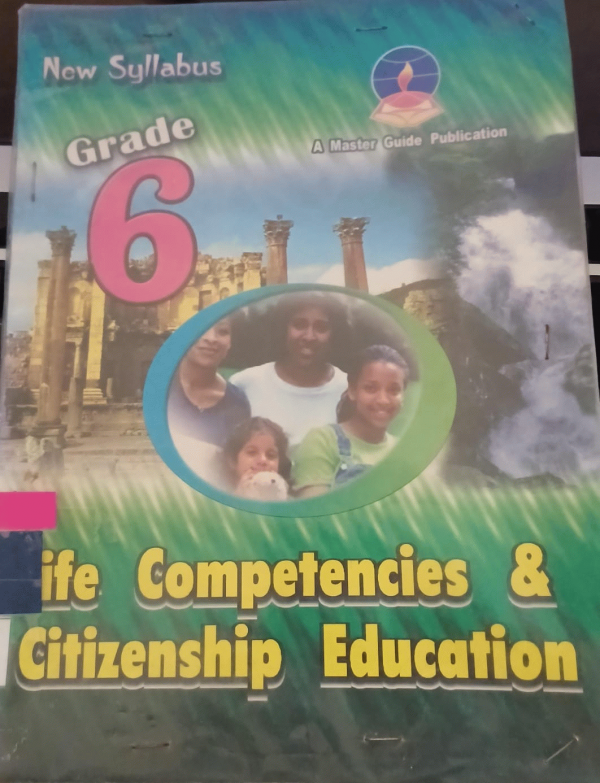 New Syllabus
A Master Guide Publication
Grade
6
ife Competencies &
Citizenship Education